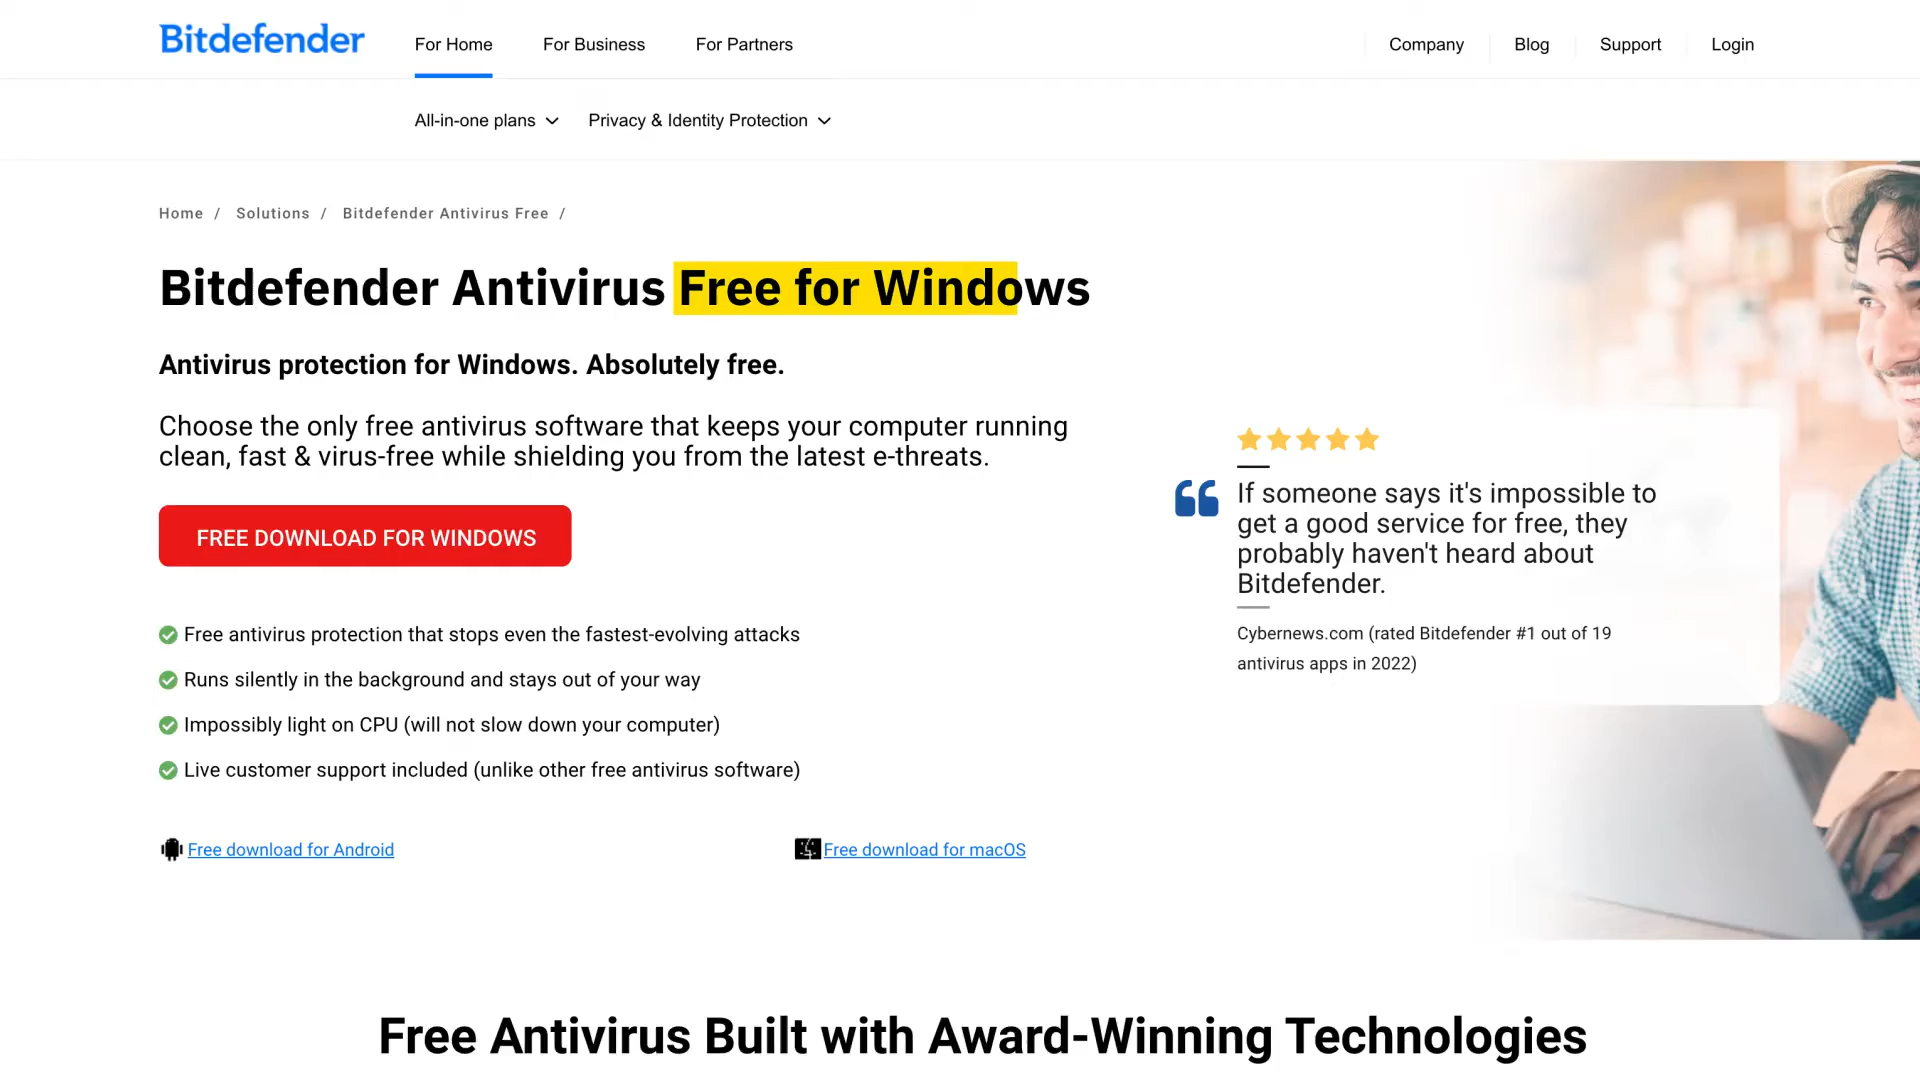 Bitdefender
For Home
For Business
For Partners
Company
Blog
Support
Login
All-in-one plans
Privacy & Identity Protection
Home / Solutions / Bitdefender Antivirus Free /
Bitdefender Antivirus Free for Windows
Antivirus protection for Windows. Absolutely free.
Choose the only free antivirus software that keeps your computer running
clean, fast & virus-free while shielding you from the latest e-threats.
FREE DOWNLOAD FOR WINDOWS
Free antivirus protection that stops even the fastest-evolving attacks
Runs silently in the background and stays out of your way
Impossibly light on CPU (will not slow down your computer)
Live customer support included (unlike other free antivirus software)
Free download for Android
Free download for macOS
If someone says it's impossible to
get a good service for free, they
probably haven't heard about
Bitdefender.
Cybernews.com (rated Bitdefender #1 out of 19
antivirus apps in 2022)
Free Antivirus Built with Award-Winning Technologies